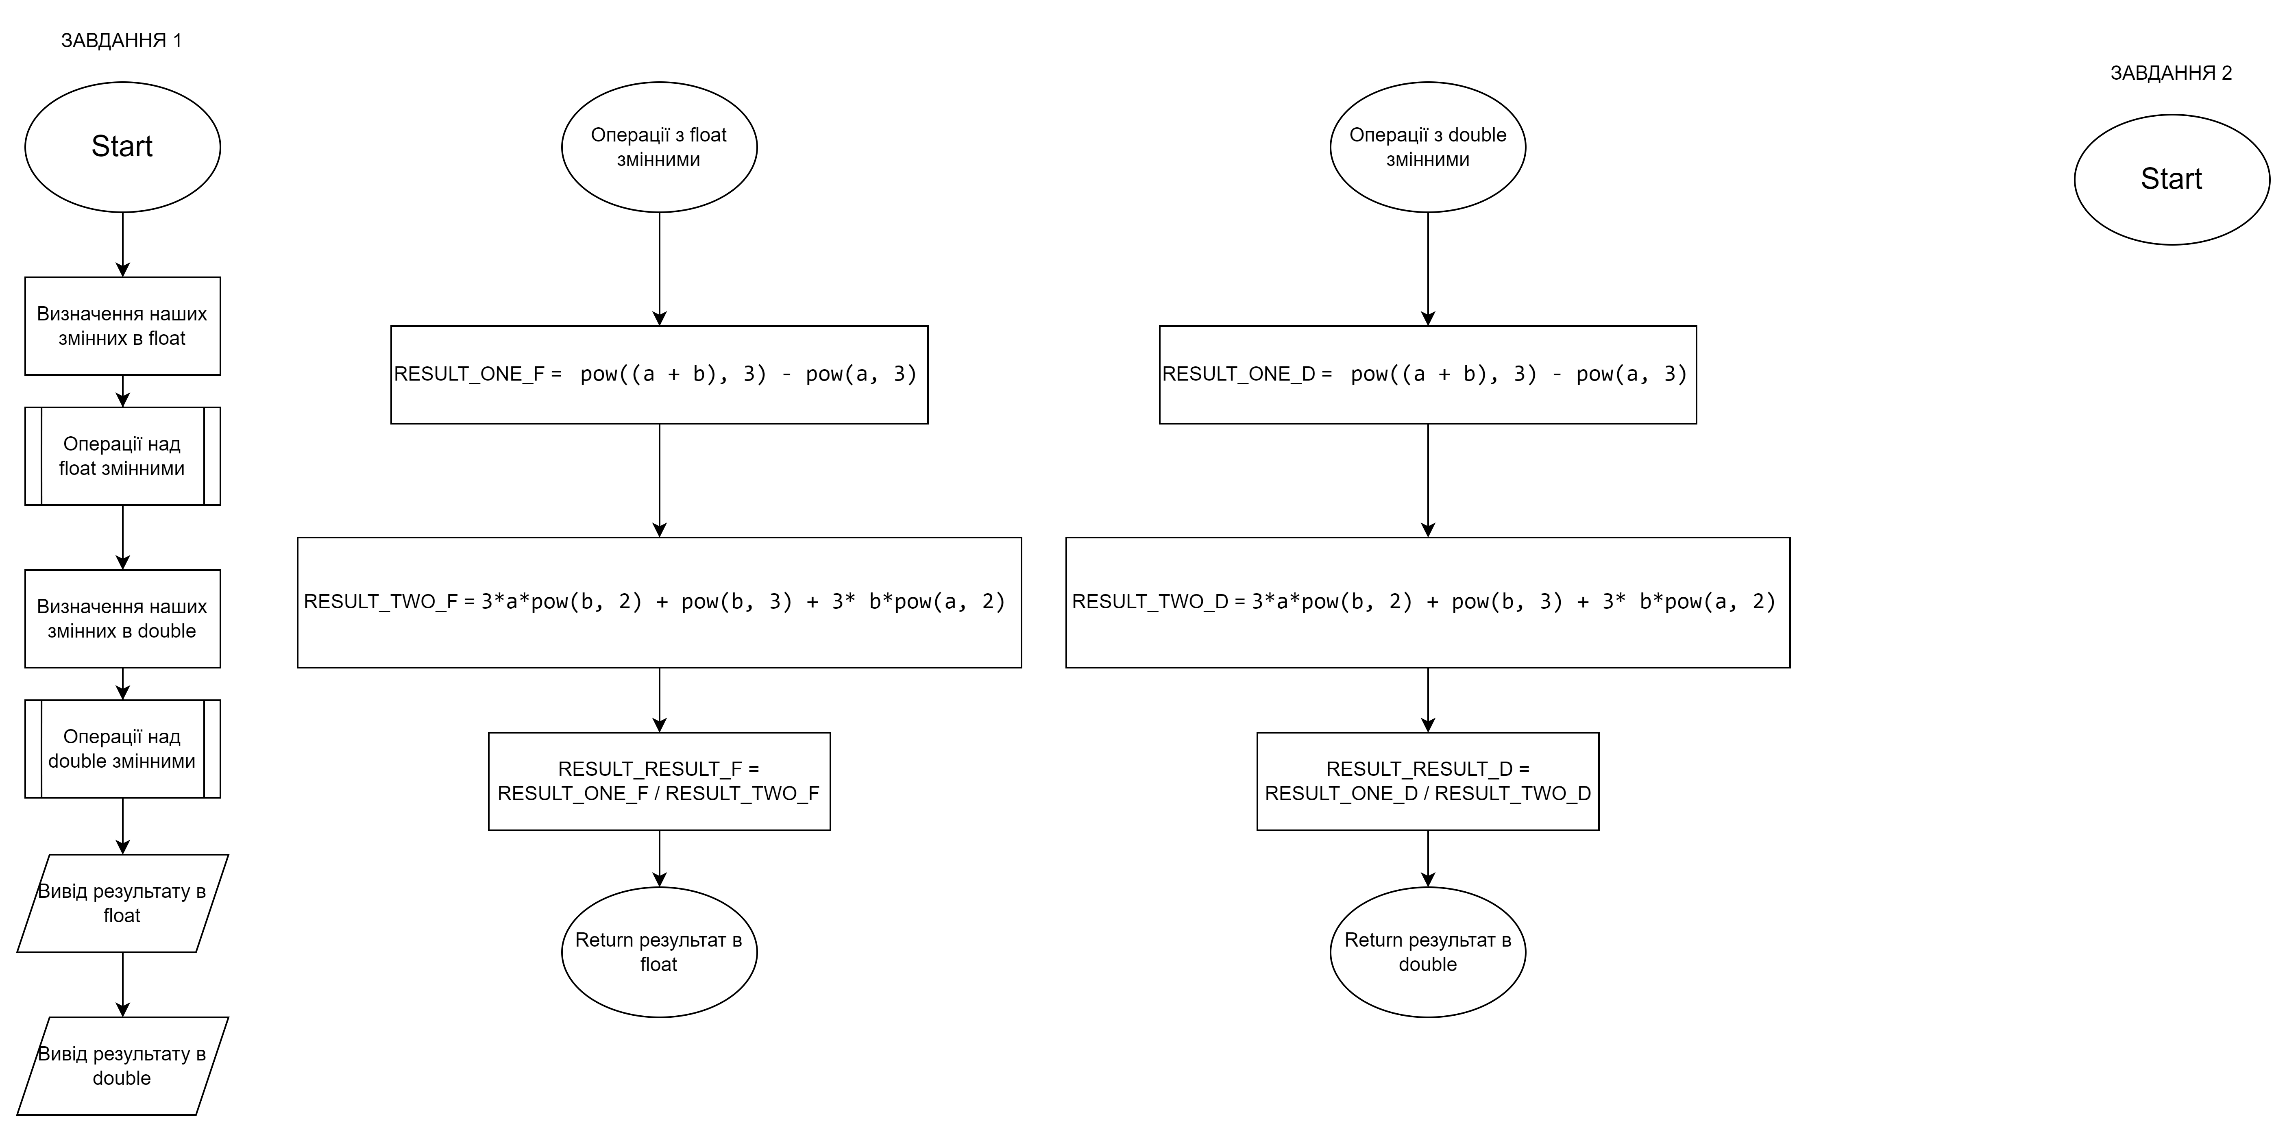 ЗАВДАННЯ 1
Start
Визначення наших
змінних в float
Операції над
float змінними
Визначення наших
змінних в double
Операції над
double змінними
Вивід результату в
float
Вивід результату в
double
Операції з float
змінними
RESULT_ONE_F = pow((a + b), 3) - pow(a, 3)
RESULT_TWO_F = 3*a*pow(b, 2) + pow(b, 3) + 3* b*pow(a, 2)
RESULT_RESULT_F =
RESULT_ONE_F / RESULT_TWO_F
Return результат в
float
Операції з double
змінними
RESULT_ONE_D = pow((a + b), 3) - pow(a, 3)
RESULT_TWO_D = 3*a*pow(b, 2) + pow(b, 3) + 3* b*pow(a, 2)
RESULT_RESULT_D =
RESULT_ONE_D / RESULT_TWO_D
Return результат в
double
ЗАВДАННЯ 2
Start